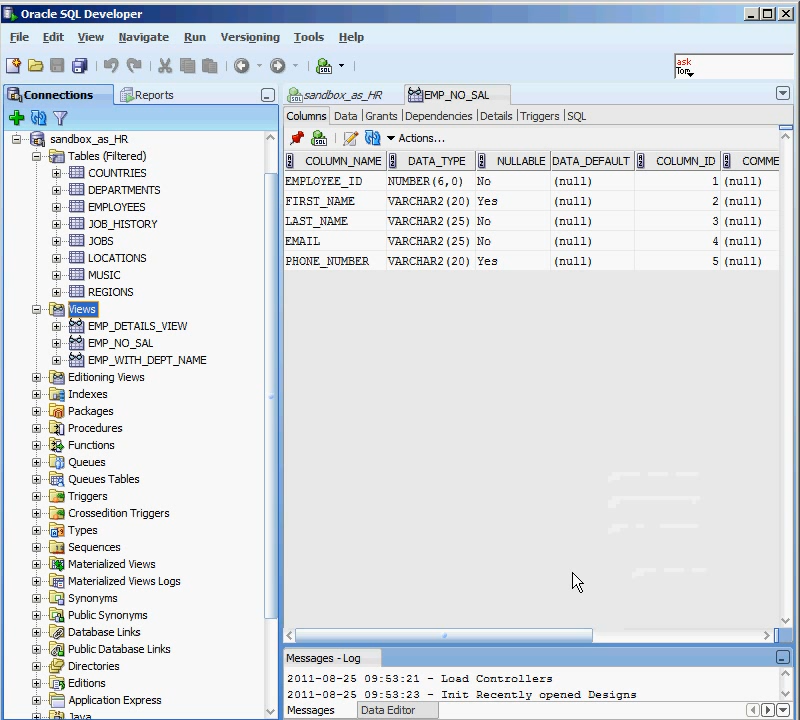 Oracle SQL Developer
File Edit View Navigate Run Versioning Tools Help
ask
Tom
Connections
Reports
sandbox_as_HR
EMP_NO_SAL
Columns Data Grants Dependencies Details Triggers SQL
Actions...
COLUMN_NAME DATA_TYPE NULLABLE DATA_DEFAULT COLUMN_ID COMME
EMPLOYEE_ID NUMBER(6,0) No (null) 1 (null)
FIRST_NAME VARCHAR2(20) Yes (null) 2 (null)
LAST_NAME VARCHAR2(25) No (null) 3 (null)
EMAIL VARCHAR2(25) No (null) 4 (null)
PHONE_NUMBER VARCHAR2(20) Yes (null) 5 (null)
sandbox_as_HR
Tables (Filtered)
COUNTRIES
DEPARTMENTS
EMPLOYEES
JOB_HISTORY
JOBS
LOCATIONS
MUSIC
REGIONS
Views
EMP_DETAILS_VIEW
EMP_NO_SAL
EMP_WITH_DEPT_NAME
Editioning Views
Indexes
Packages
Procedures
Functions
Queues
Queues Tables
Triggers
Crossedition Triggers
Types
Sequences
Materialized Views
Materialized Views Logs
Synonyms
Public Synonyms
Database Links
Public Database Links
Directories
Editions
Application Express
Java
Messages - Log
2011-08-25 09:53:21 - Load Controllers
2011-08-25 09:53:23 - Init Recently opened Designs
Messages Data Editor